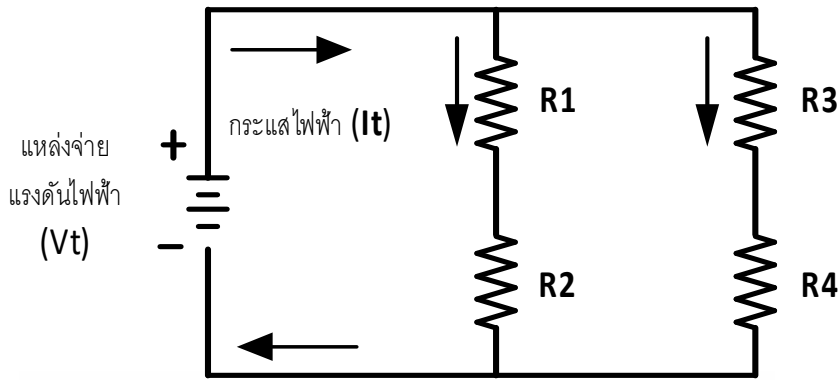 แหล่งจ่าย
แรงดันไฟฟ้า
(Vt)
+
−
กระแสไฟฟ้า (It)
R1
R2
R3
R4